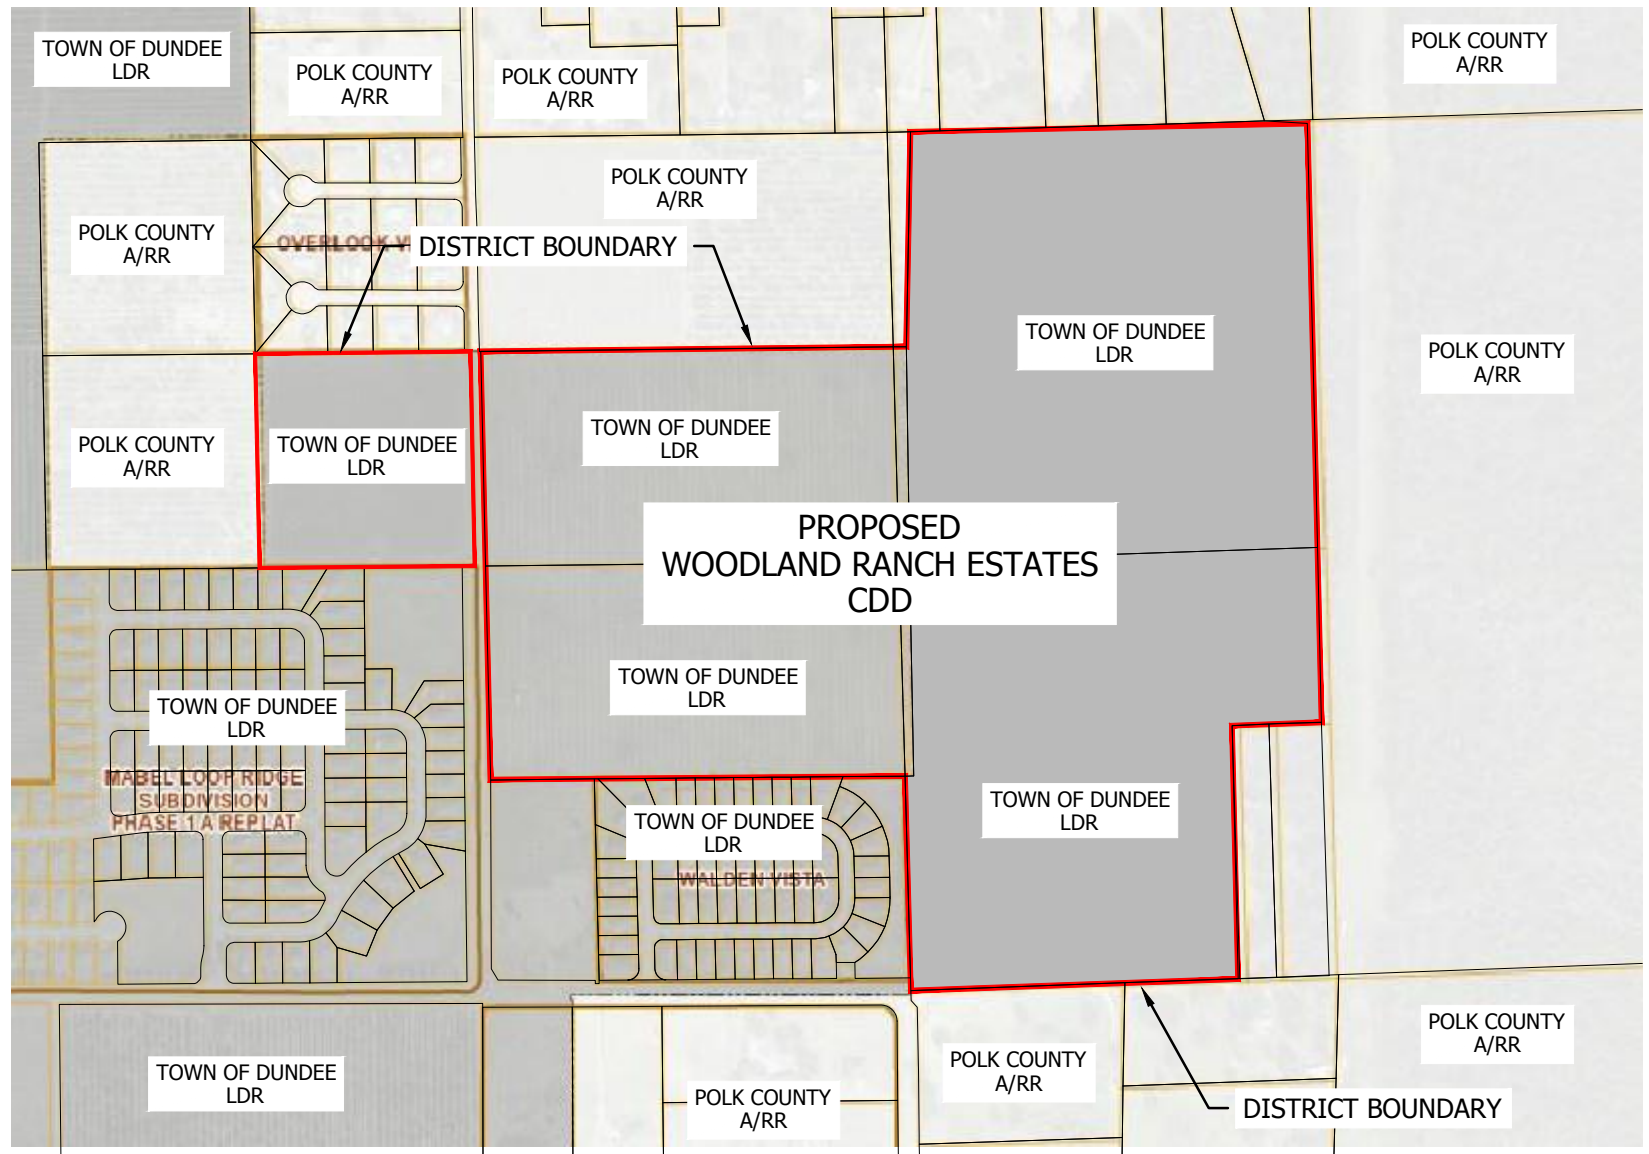 TOWN OF DUNDEE
LDR
POLK COUNTY
A/RR
POLK COUNTY
A/RR
POLK COUNTY
A/RR
POLK COUNTY
A/RR
POLK COUNTY
A/RR
OVERLOOK
DISTRICT BOUNDARY
TOWN OF DUNDEE
LDR
POLK COUNTY
A/RR
POLK COUNTY
A/RR
TOWN OF DUNDEE
LDR
TOWN OF DUNDEE
LDR
PROPOSED
WOODLAND RANCH ESTATES
CDD
TOWN OF DUNDEE
LDR
TOWN OF DUNDEE
LDR
MABEL LOOP RIDGE
SUBDIVISION
PHASE 1A REPLAT
TOWN OF DUNDEE
LDR
WALDEN VISTA
TOWN OF DUNDEE
LDR
TOWN OF DUNDEE
LDR
POLK COUNTY
A/RR
POLK COUNTY
A/RR
POLK COUNTY
A/RR
DISTRICT BOUNDARY